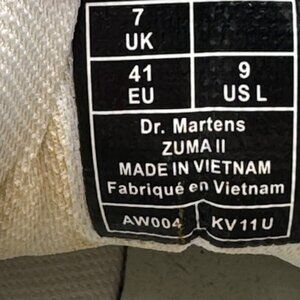 7
UK
41
EU
9
US L
Dr. Martens
ZUMA II
MADE IN VIETNAM
Fabriqué en Vietnam
AW004
KV11U